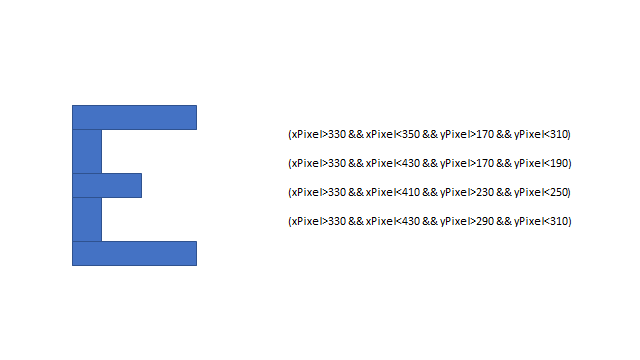 E
(xPixel>330 && xPixel<350 && yPixel>170 && yPixel<310)
(xPixel>330 && xPixel<430 && yPixel>170 && yPixel<190)
(xPixel>330 && xPixel<410 && yPixel>230 && yPixel<250)
(xPixel>330 && xPixel<430 && yPixel>290 && yPixel<310)